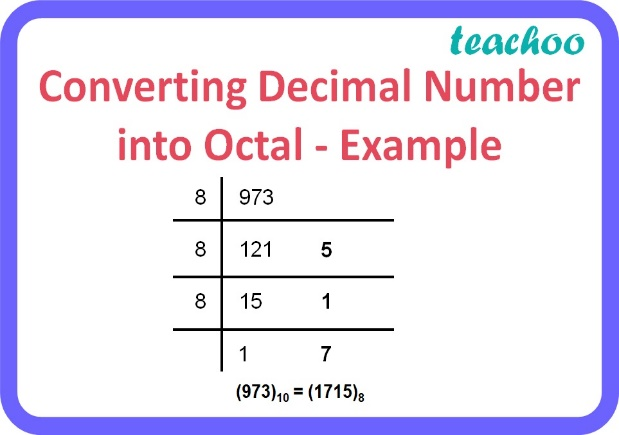 teachoo
Converting Decimal Number
into Octal - Example
8 973
8 121 5
8 15 1
1 7
(973)₁₀ = (1715)₈